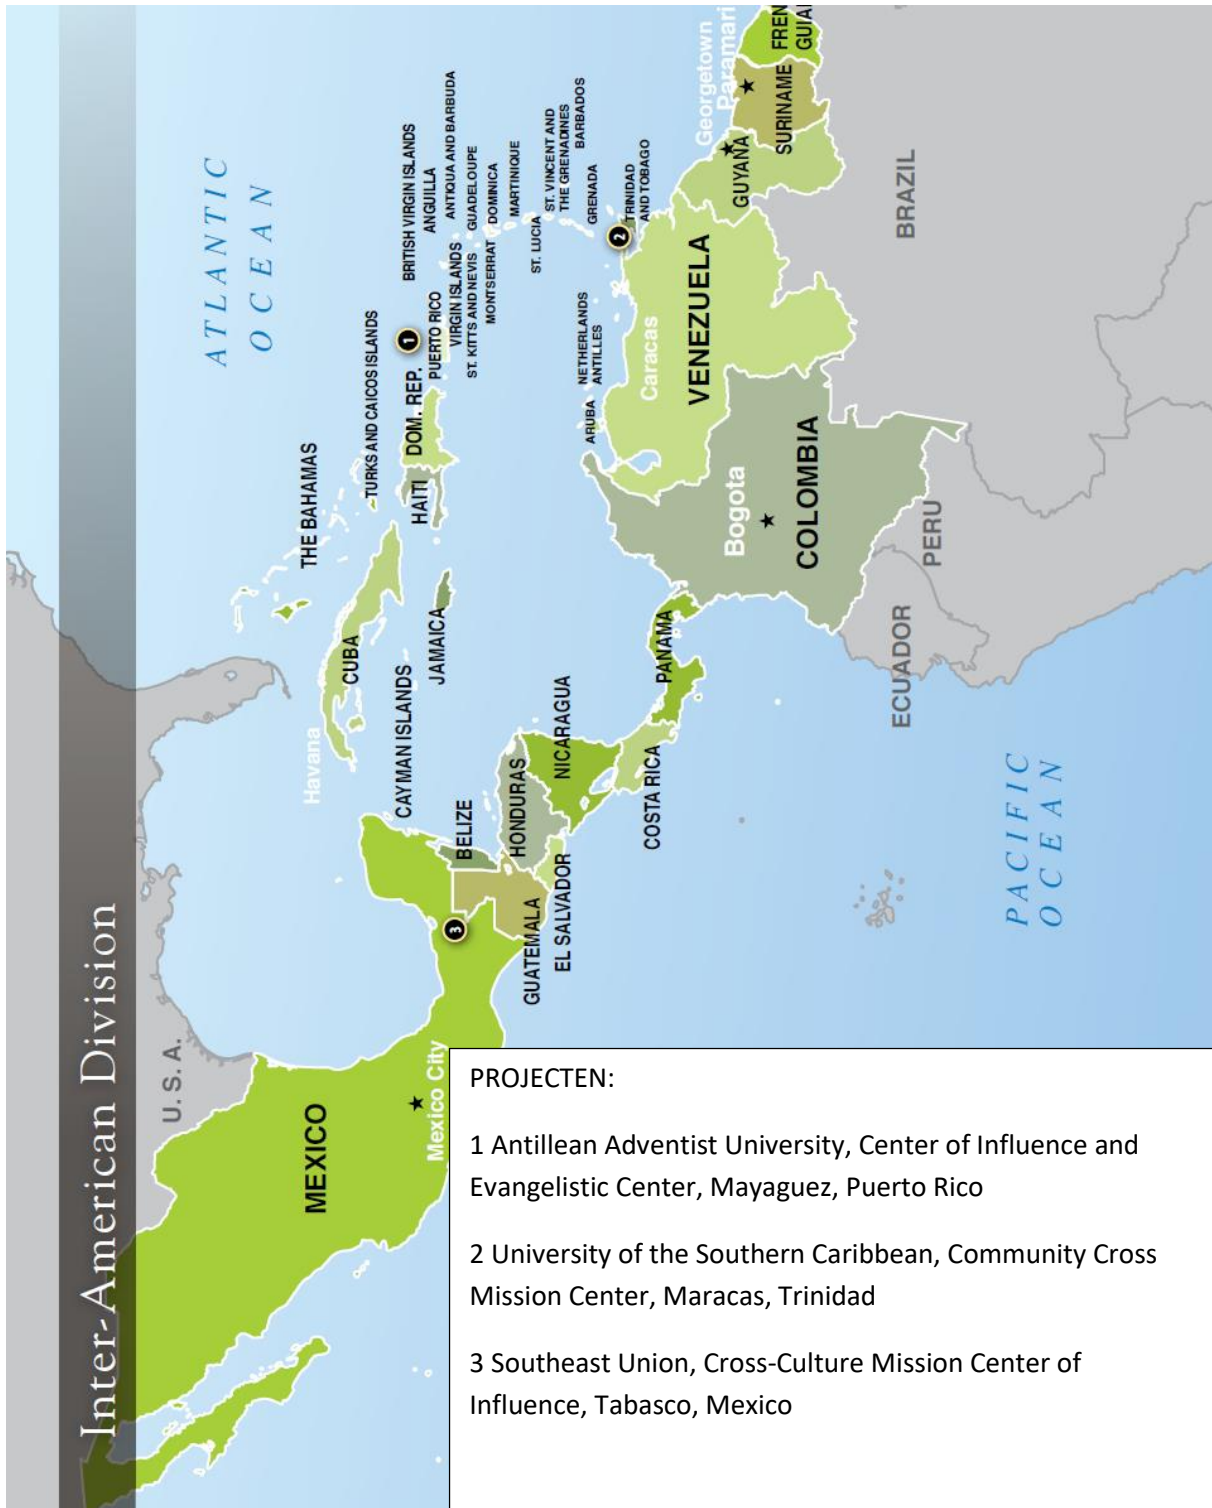 Inter-American Division
U. S. A.
MEXICO
Mexico City
ATLANTIC
OCEAN
THE BAHAMAS
TURKS AND CAICOS ISLANDS
Havana
CUBA
CAYMAN ISLANDS
JAMAICA
HAITI
DOM. REP.
1
PUERTO RICO
BRITISH VIRGIN ISLANDS
ANGUILLA
VIRGIN ISLANDS
ANTIQUA AND BARBUDA
ST. KITTS AND NEVIS
GUADELOUPE
MONTSERRAT
DOMINICA
MARTINIQUE
ST. LUCIA
ST. VINCENT AND
THE GRENADINES
BARBADOS
GRENADA
2
TRINIDAD
AND TOBAGO
NETHERLANDS
ANTILLES
ARUBA
3
BELIZE
GUATEMALA
HONDURAS
EL SALVADOR
NICARAGUA
COSTA RICA
PANAMA
Caracas
VENEZUELA
Bogota
COLOMBIA
Georgetown
Paramari
GUYANA
SURINAME
FREN
GUIA
BRAZIL
PERU
ECUADOR
PACIFIC
OCEAN
PROJECTEN:
1 Antillean Adventist University, Center of Influence and
Evangelistic Center, Mayaguez, Puerto Rico
2 University of the Southern Caribbean, Community Cross
Mission Center, Maracas, Trinidad
3 Southeast Union, Cross-Culture Mission Center of
Influence, Tabasco, Mexico